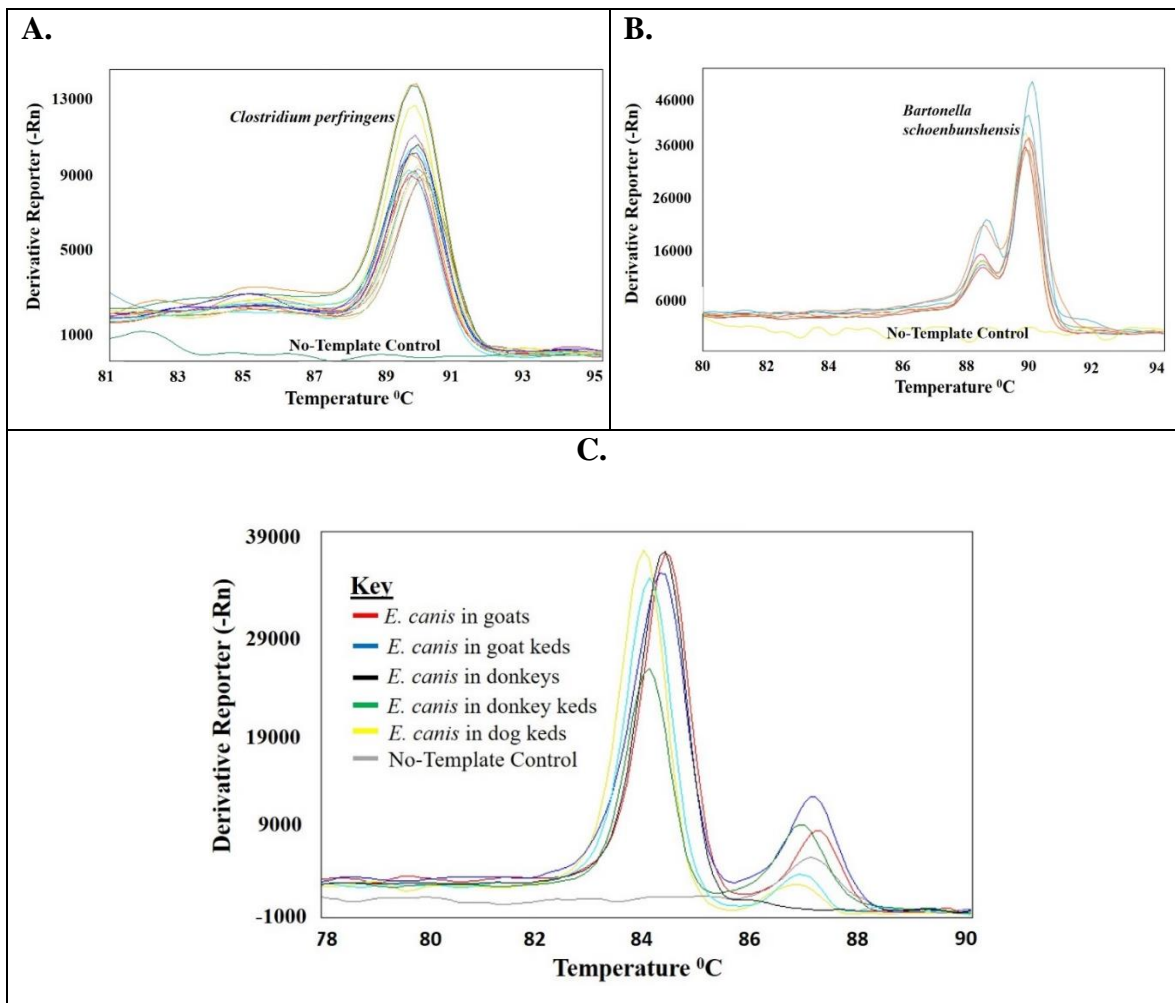 A.
Derivative Reporter (-Rn)
13000
9000
5000
1000
Clostridium perfringens
No-Template Control
81 83 85 87 89 91 93 95
Temperature ⁰C
B.
Derivative Reporter (-Rn)
46000
36000
26000
16000
6000
Bartonella
schoenbunshensis
No-Template Control
80 82 84 86 88 90 92 94
Temperature ⁰C
C.
Derivative Reporter (-Rn)
39000
29000
19000
9000
-1000
Key
E. canis in goats
E. canis in goat keds
E. canis in donkeys
E. canis in donkey keds
E. canis in dog keds
No-Template Control
78 80 82 84 86 88 90
Temperature ⁰C